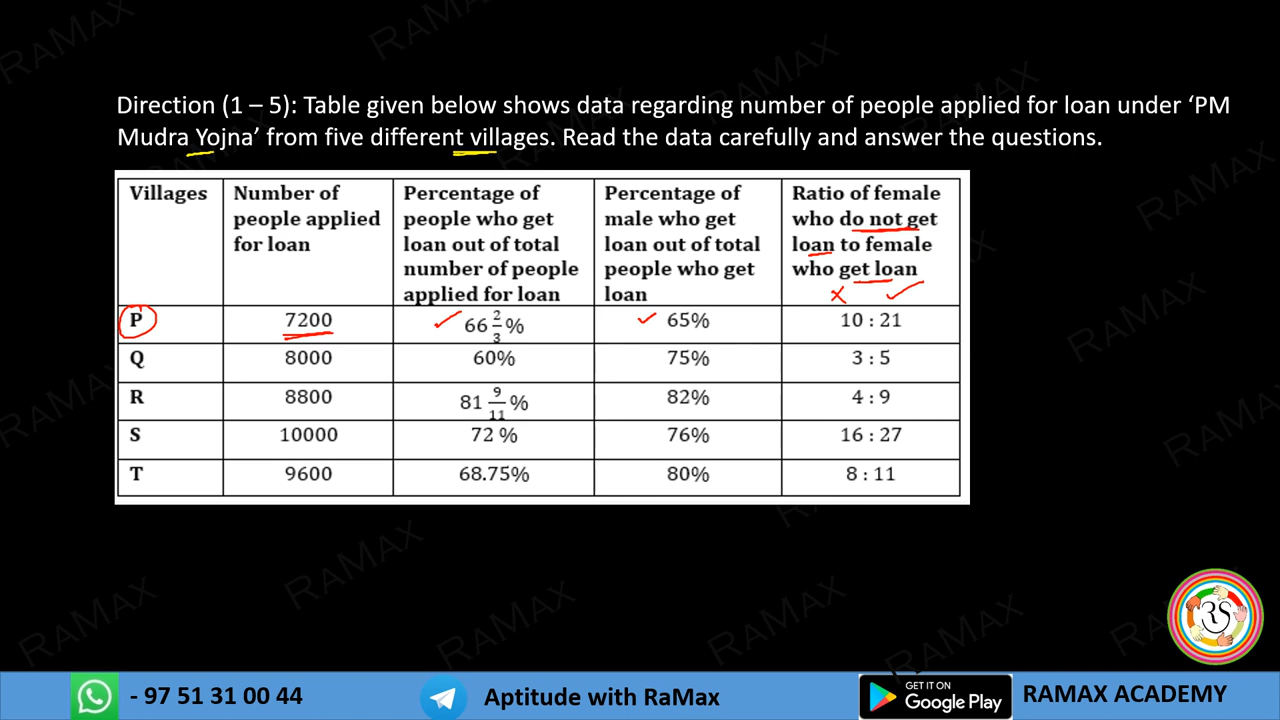 Direction (1 – 5): Table given below shows data regarding number of people applied for loan under ‘PM
Mudra Yojna’ from five different villages. Read the data carefully and answer the questions.
Villages | Number of people applied for loan | Percentage of people who get loan out of total number of people applied for loan | Percentage of male who get loan out of total people who get loan | Ratio of female who do not get loan to female who get loan
P | 7200 | 66 2/3 % | 65% | 10 : 21
Q | 8000 | 60% | 75% | 3 : 5
R | 8800 | 81 9/11 % | 82% | 4 : 9
S | 10000 | 72 % | 76% | 16 : 27
T | 9600 | 68.75% | 80% | 8 : 11
RS
- 97 51 31 00 44
Aptitude with RaMax
GET IT ON
Google Play
RAMAX ACADEMY
RAMAX